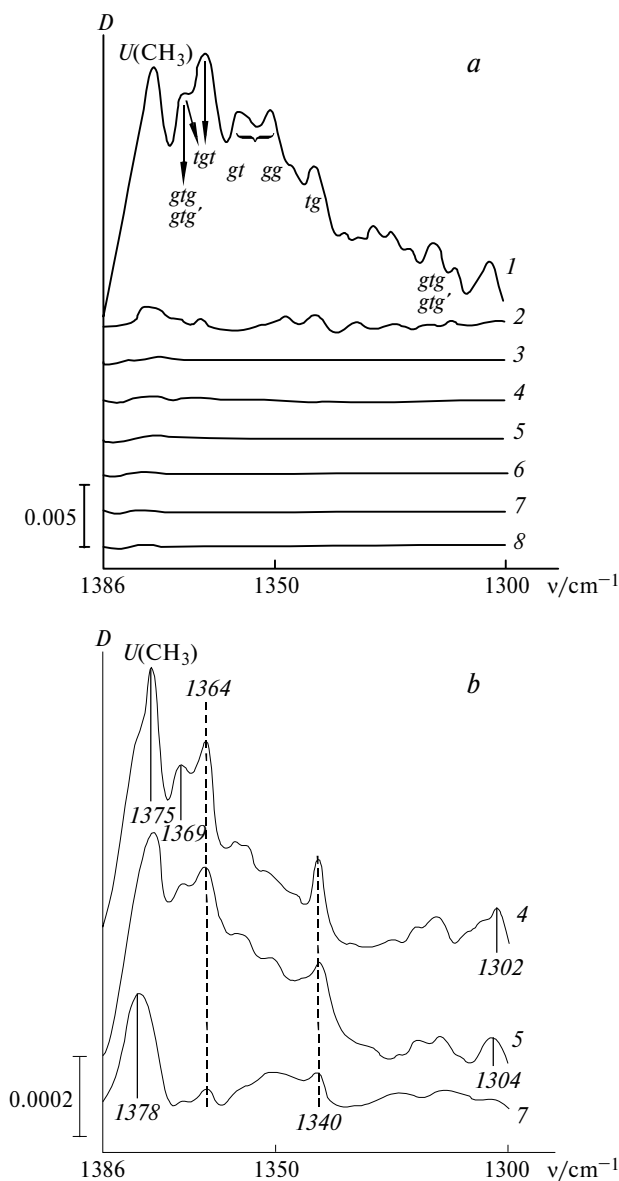 D
U(CH₃)
a
tgt
gt gg
gtg
gtg′
tg
gtg
gtg′
1
2
3
4
5
6
7
8
0.005
1386 1350 1300 ν/cm⁻¹
D
U(CH₃)
1364
b
1375
1369
4
1302
5
1304
0.0002
1378
1340
7
1386 1350 1300 ν/cm⁻¹